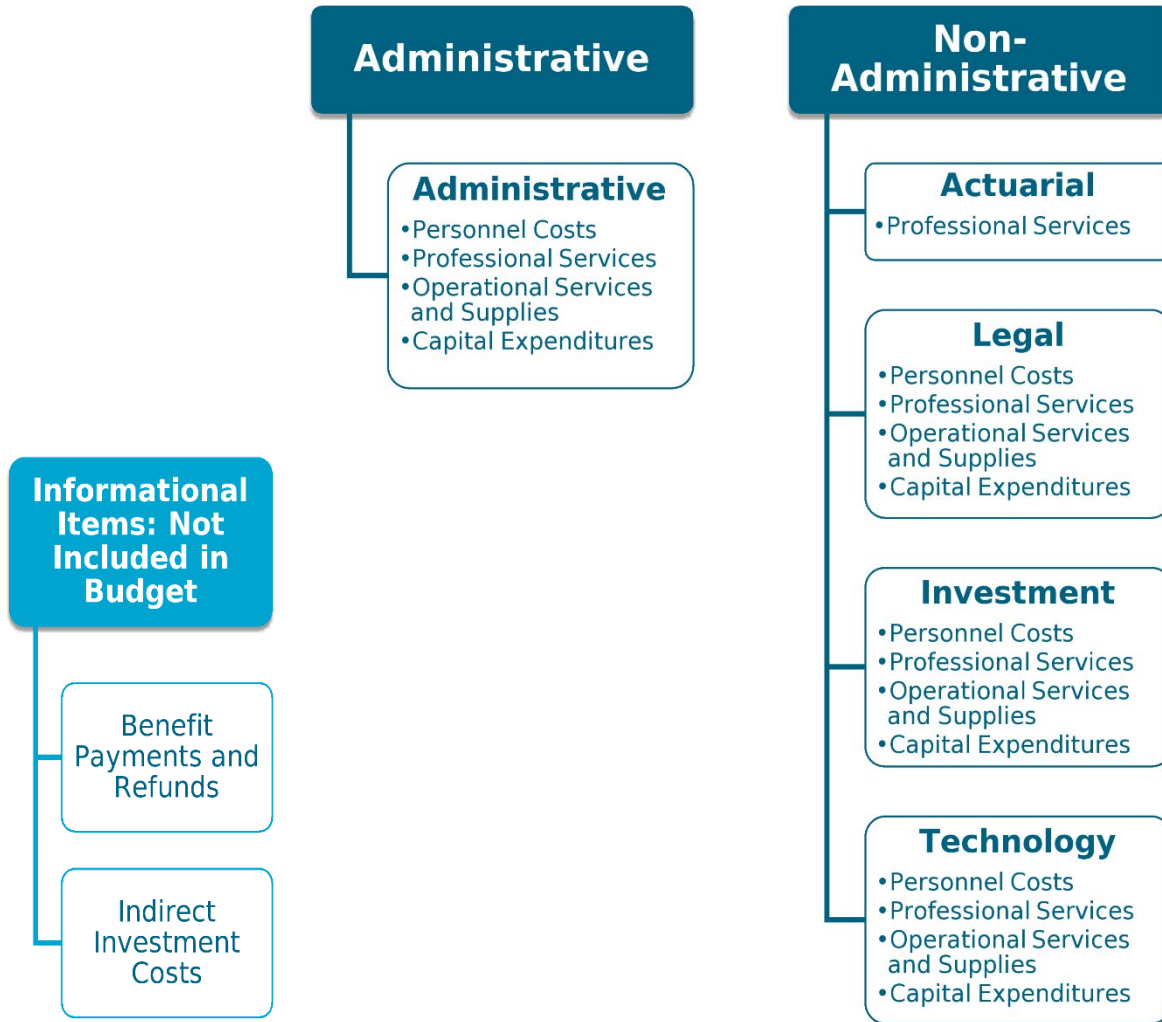 Administrative
Administrative
•Personnel Costs
•Professional Services
•Operational Services
and Supplies
•Capital Expenditures
Non-
Administrative
Actuarial
•Professional Services
Legal
•Personnel Costs
•Professional Services
•Operational Services
and Supplies
•Capital Expenditures
Investment
•Personnel Costs
•Professional Services
•Operational Services
and Supplies
•Capital Expenditures
Technology
•Personnel Costs
•Professional Services
•Operational Services
and Supplies
•Capital Expenditures
Informational
Items: Not
Included in
Budget
Benefit
Payments and
Refunds
Indirect
Investment
Costs